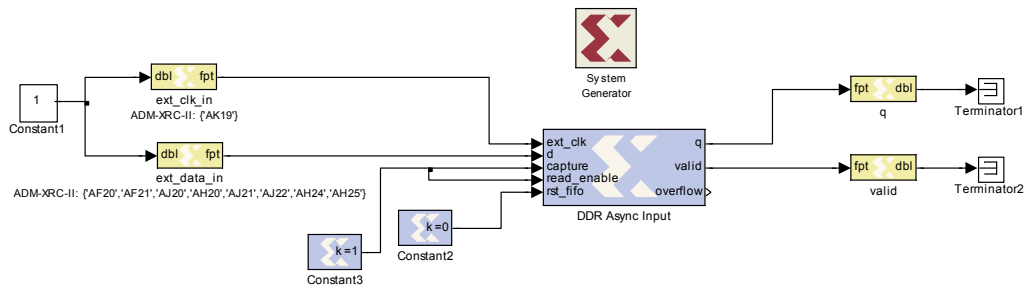 System
Generator
1
Constant1
dbl fpt
ext_clk_in
ADM-XRC-II: {'AK19'}
dbl fpt
ext_data_in
ADM-XRC-II: {'AF20','AF21','AJ20','AH20','AJ21','AJ22','AH24','AH25'}
k =1
Constant3
k =0
Constant2
ext_clk
d
capture
read_enable
rst_fifo
q
valid
overflow
DDR Async Input
fpt dbl
q
Terminator1
fpt dbl
valid
Terminator2